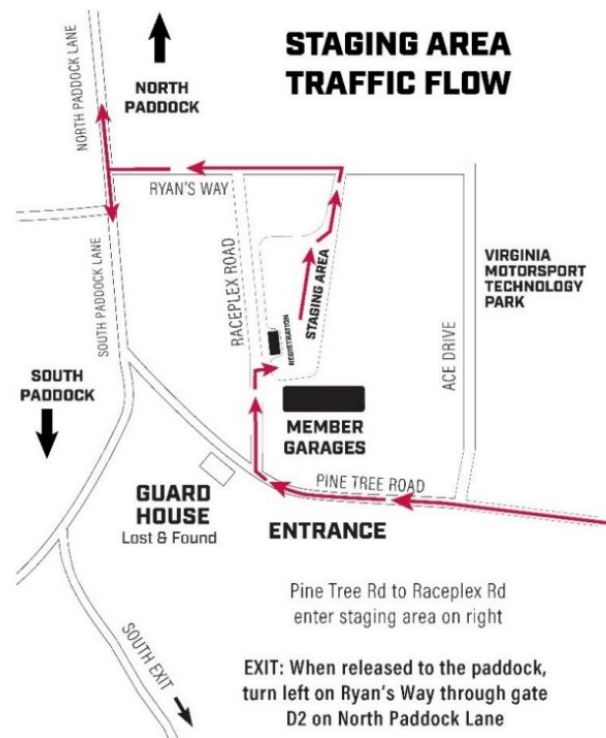 STAGING AREA
TRAFFIC FLOW
NORTH
PADDOCK
NORTH PADDOCK LANE
RYAN'S WAY
RACEPLEX ROAD
STAGING AREA
REGISTRATION
VIRGINIA
MOTORSPORT
TECHNOLOGY
PARK
ACE DRIVE
SOUTH PADDOCK LANE
SOUTH
PADDOCK
MEMBER
GARAGES
PINE TREE ROAD
GUARD
HOUSE
Lost & Found
ENTRANCE
Pine Tree Rd to Raceplex Rd
enter staging area on right
SOUTH EXIT
EXIT: When released to the paddock,
turn left on Ryan's Way through gate
D2 on North Paddock Lane